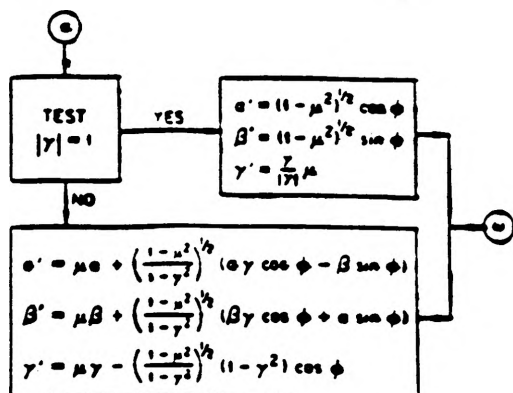 a
TEST
|γ| = 1
YES
α' = (1 - μ²)^1/2 cos φ
β' = (1 - μ²)^1/2 sin φ
γ' = γ/|γ| μ
ω
NO
α' = μα + ((1 - μ²)/(1 - γ²))^1/2 (αγ cos φ - β sin φ)
β' = μβ + ((1 - μ²)/(1 - γ²))^1/2 (βγ cos φ + α sin φ)
γ' = μγ - ((1 - μ²)/(1 - γ²))^1/2 (1 - γ²) cos φ